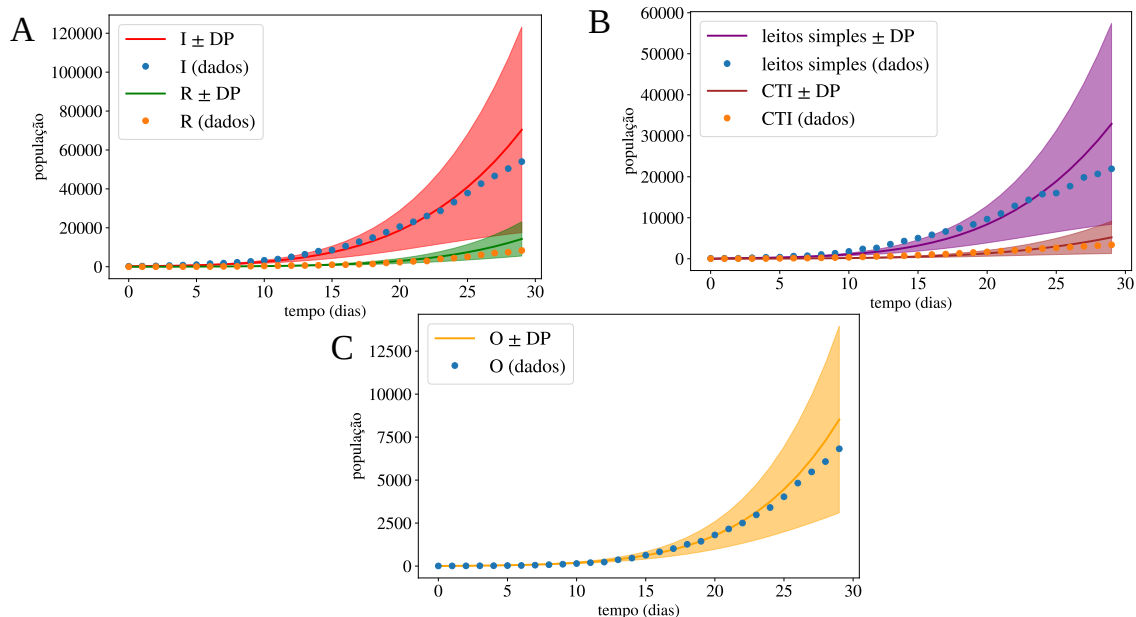 A
I ± DP
I (dados)
R ± DP
R (dados)
população
120000
100000
80000
60000
40000
20000
0
0 5 10 15 20 25 30
tempo (dias)
B
leitos simples ± DP
leitos simples (dados)
CTI ± DP
CTI (dados)
população
60000
50000
40000
30000
20000
10000
0
0 5 10 15 20 25 30
tempo (dias)
C
O ± DP
O (dados)
população
12500
10000
7500
5000
2500
0
0 5 10 15 20 25 30
tempo (dias)